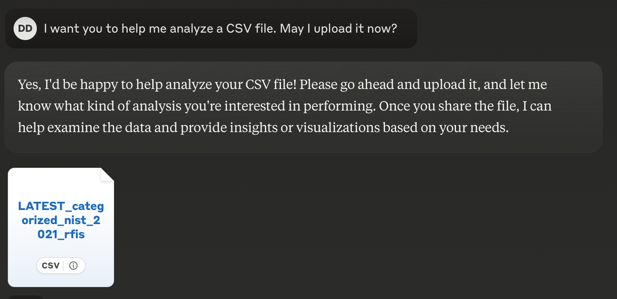 DD
I want you to help me analyze a CSV file. May I upload it now?
Yes, I'd be happy to help analyze your CSV file! Please go ahead and upload it, and let me
know what kind of analysis you're interested in performing. Once you share the file, I can
help examine the data and provide insights or visualizations based on your needs.
LATEST_categ
orized_nist_2
021_rfis
CSV